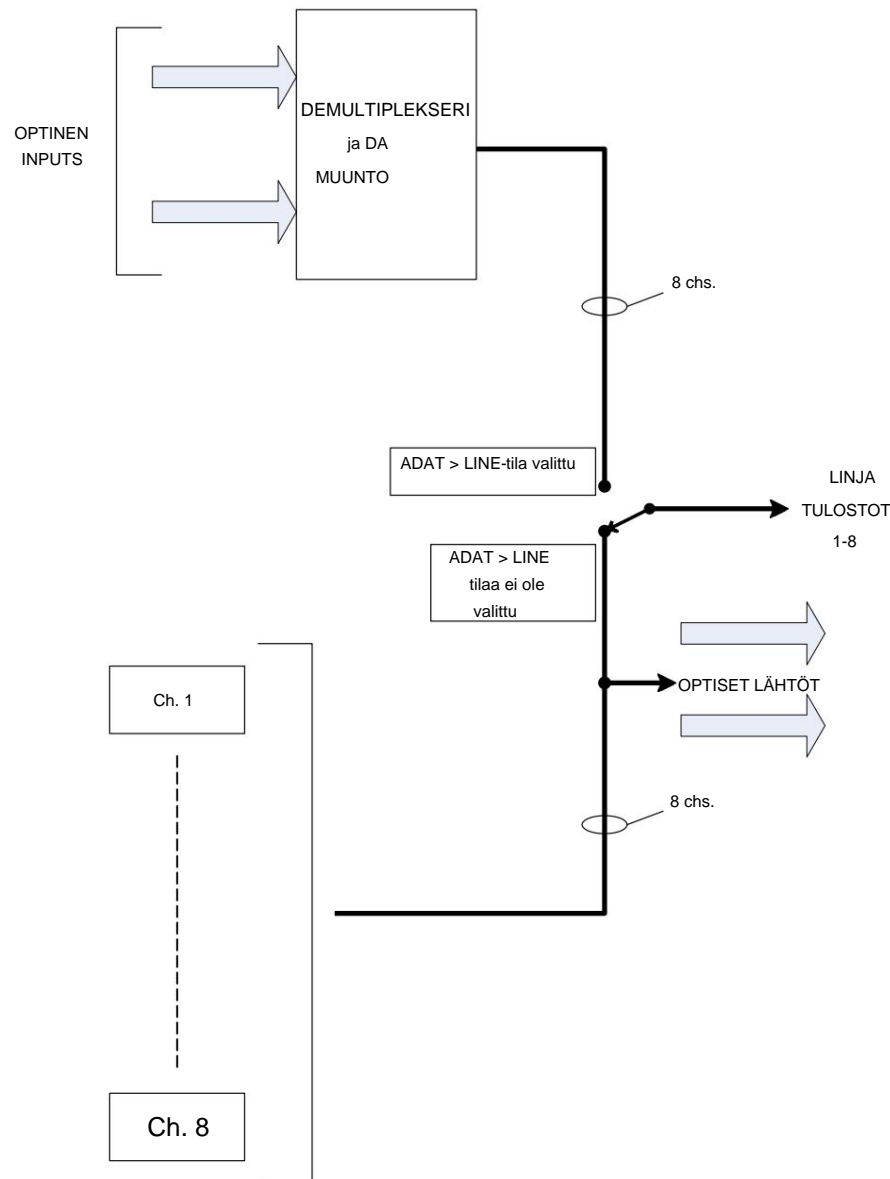 OPTINEN
INPUTS
DEMULTIPLEKSERI
ja DA
MUUNTO
8 chs.
ADAT > LINE-tila valittu
LINJA
TULOSTOT
1-8
ADAT > LINE
tilaa ei ole
valittu
OPTISET LÄHTÖT
Ch. 1
8 chs.
Ch. 8